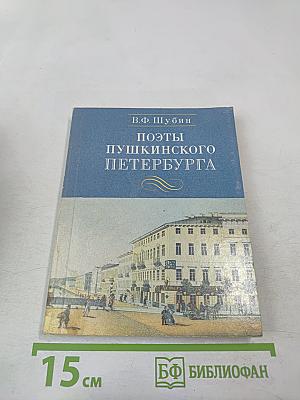 В.Ф. Шубин
ПОЭТЫ
ПУШКИНСКОГО
ПЕТЕРБУРГА
15 см
БФ БИБЛИОФАН